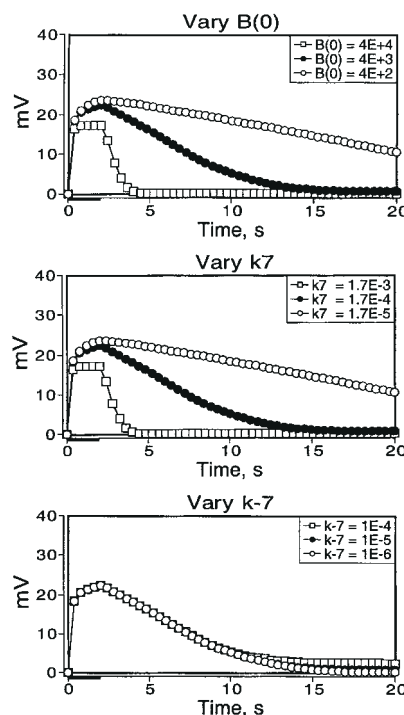 Vary B(0)
B(0) = 4E+4
B(0) = 4E+3
B(0) = 4E+2
40
30
20
10
0
mV
0 5 10 15 20
Time, s
Vary k7
k7 = 1.7E-3
k7 = 1.7E-4
k7 = 1.7E-5
40
30
20
10
0
mV
0 5 10 15 20
Time, s
Vary k-7
k-7 = 1E-4
k-7 = 1E-5
k-7 = 1E-6
40
30
20
10
0
mV
0 5 10 15 20
Time, s